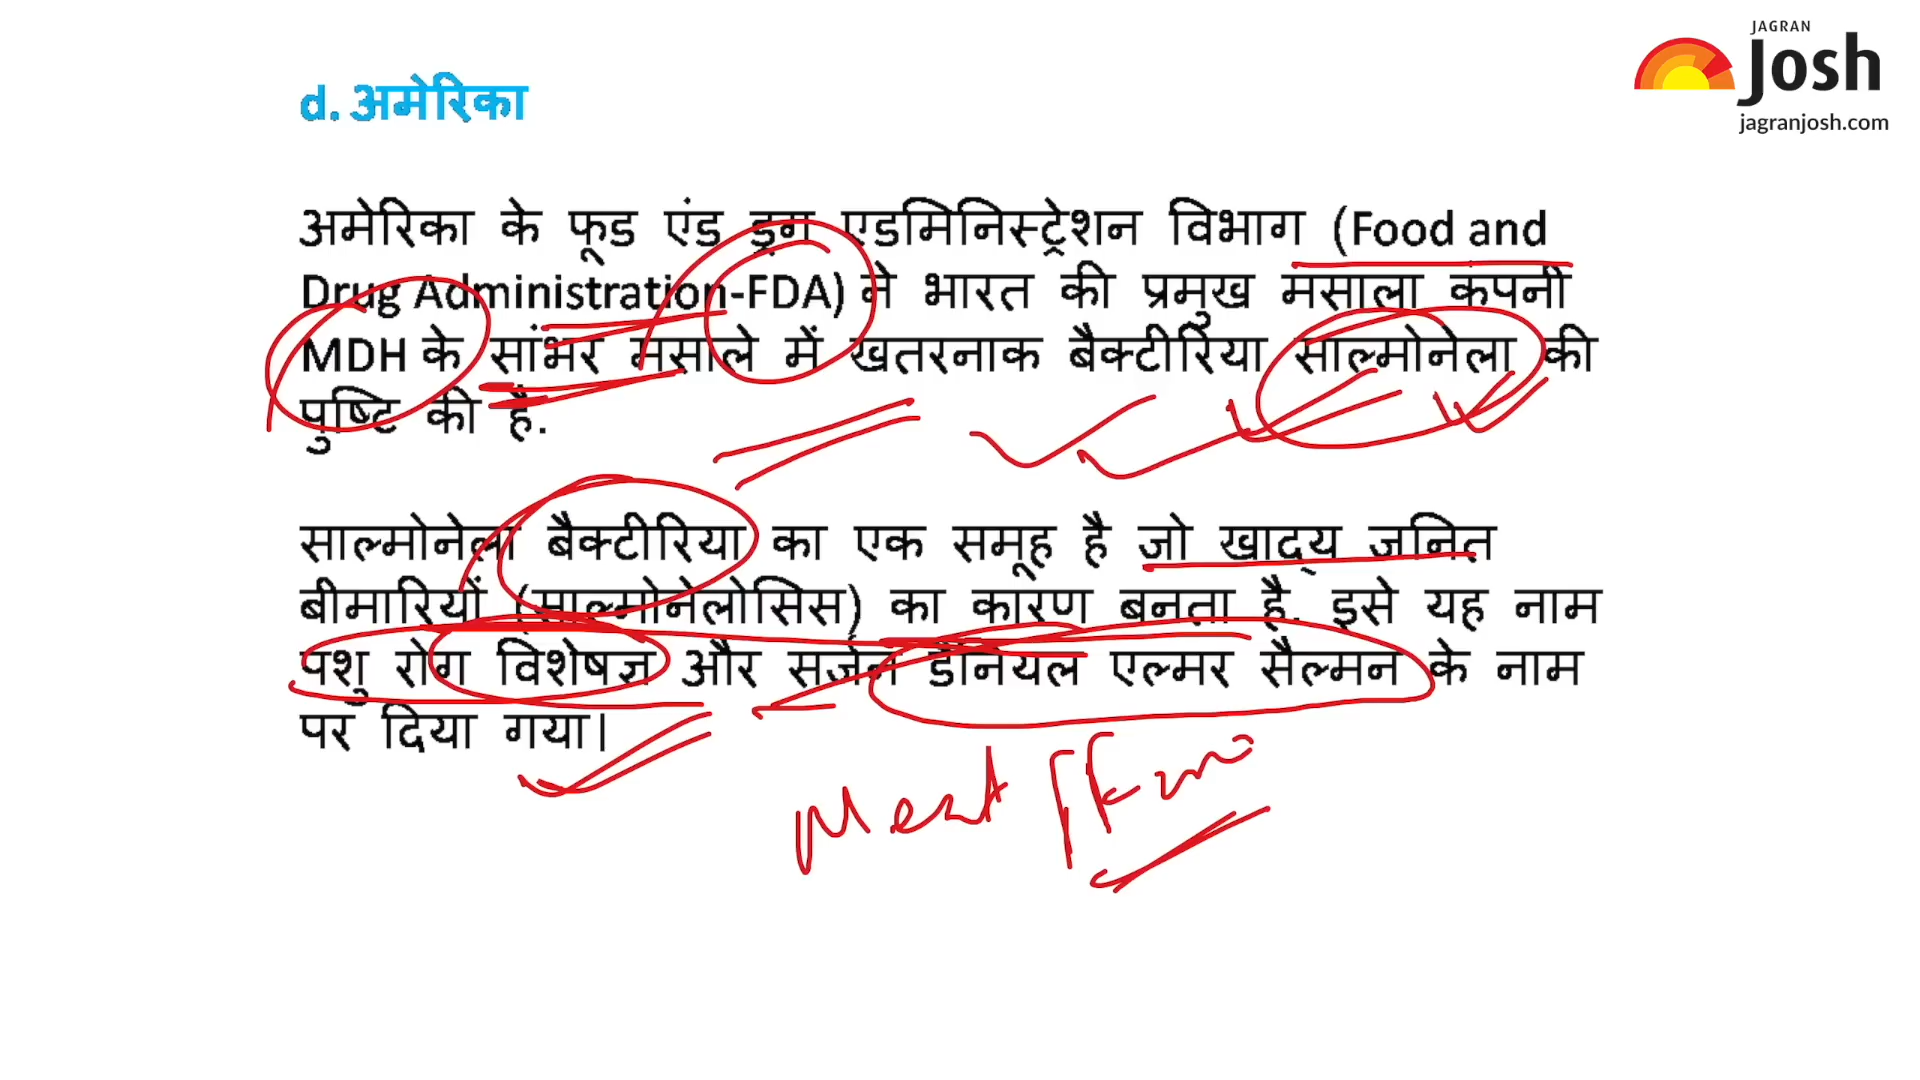 JAGRAN
Josh
jagranjosh.com
d. अमेरिका
अमेरिका के फूड एंड ड्रग एडमिनिस्ट्रेशन विभाग (Food and
Drug Administration-FDA) ने भारत की प्रमुख मसाला कंपनी
MDH के सांभर मसाले में खतरनाक बैक्टीरिया साल्मोनेला की
पुष्टि की है.
साल्मोनेला बैक्टीरिया का एक समूह है जो खाद्य जनित
बीमारियों (साल्मोनेलोसिस) का कारण बनता है. इसे यह नाम
पशु रोग विशेषज्ञ और सर्जन डैनियल एल्मर सैल्मन के नाम
पर दिया गया।
Meat